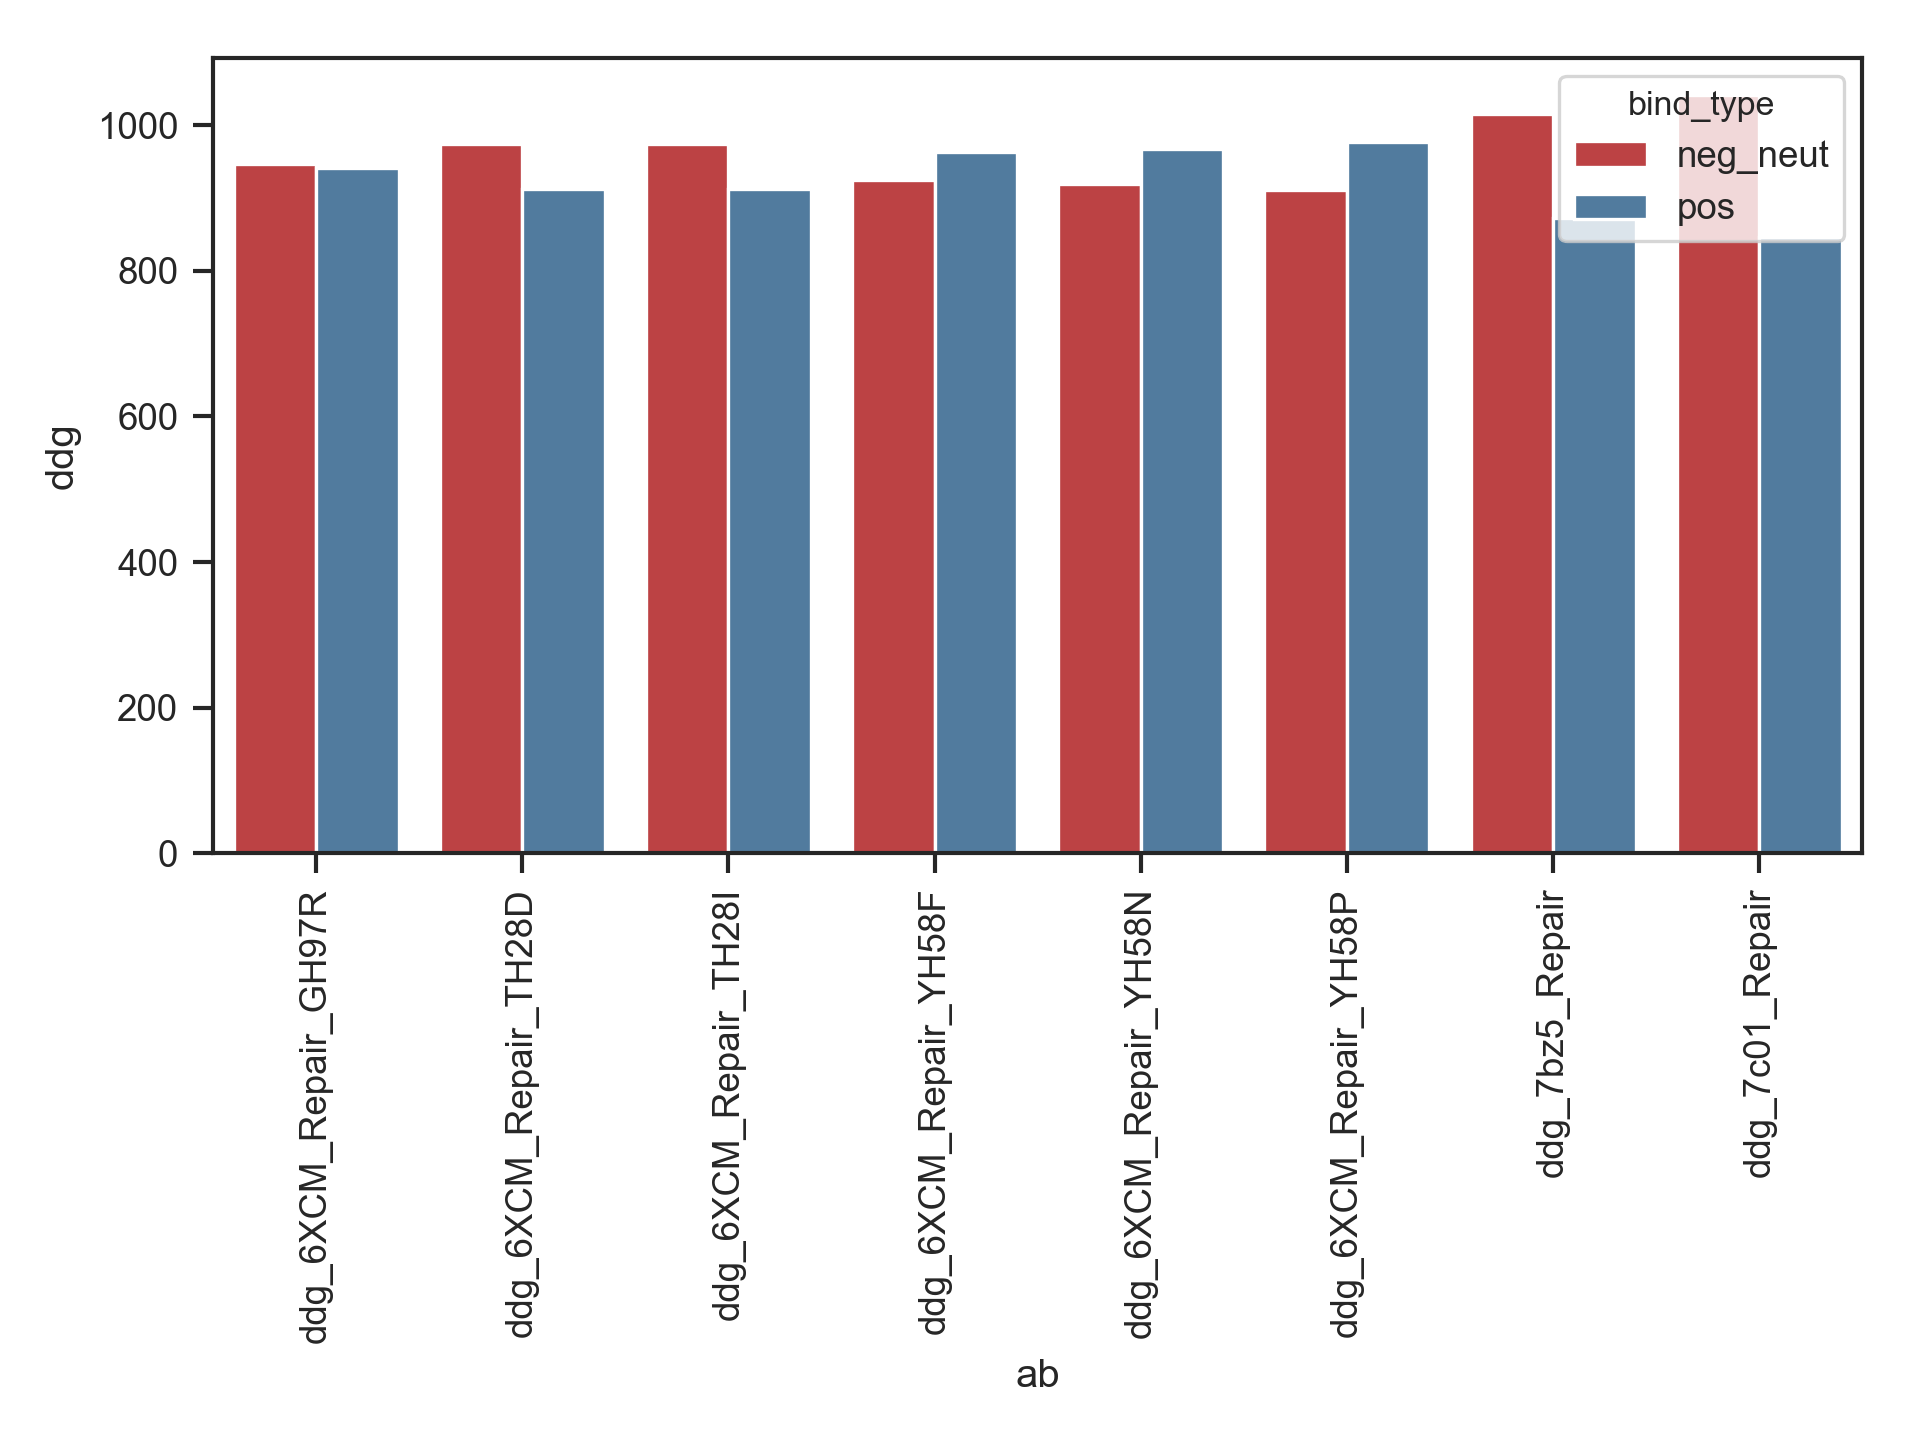 bind_type
neg_neut
pos
1000
800
600
400
200
0
ddg
ddg_6XCM_Repair_GH97R
ddg_6XCM_Repair_TH28D
ddg_6XCM_Repair_TH28I
ddg_6XCM_Repair_YH58F
ddg_6XCM_Repair_YH58N
ddg_6XCM_Repair_YH58P
ddg_7bz5_Repair
ddg_7c01_Repair
ab